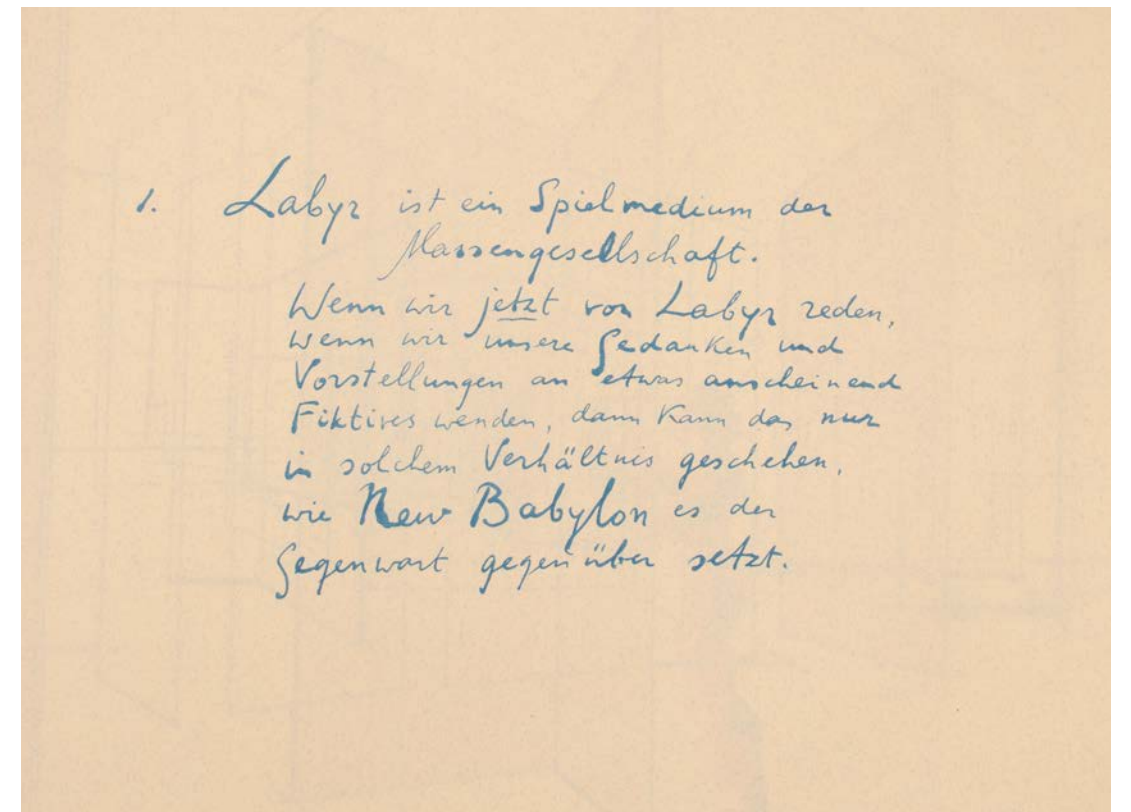 1. Labyr ist ein Spielmedium der
Massengesellschaft.
Wenn wir jetzt von Labyr reden,
wenn wir unsere Gedanken und
Vorstellungen an etwas anscheinend
Fiktives wenden, dann kann das nur
in solchem Verhältnis geschehen,
wie New Babylon es der
Gegenwart gegenüber setzt.